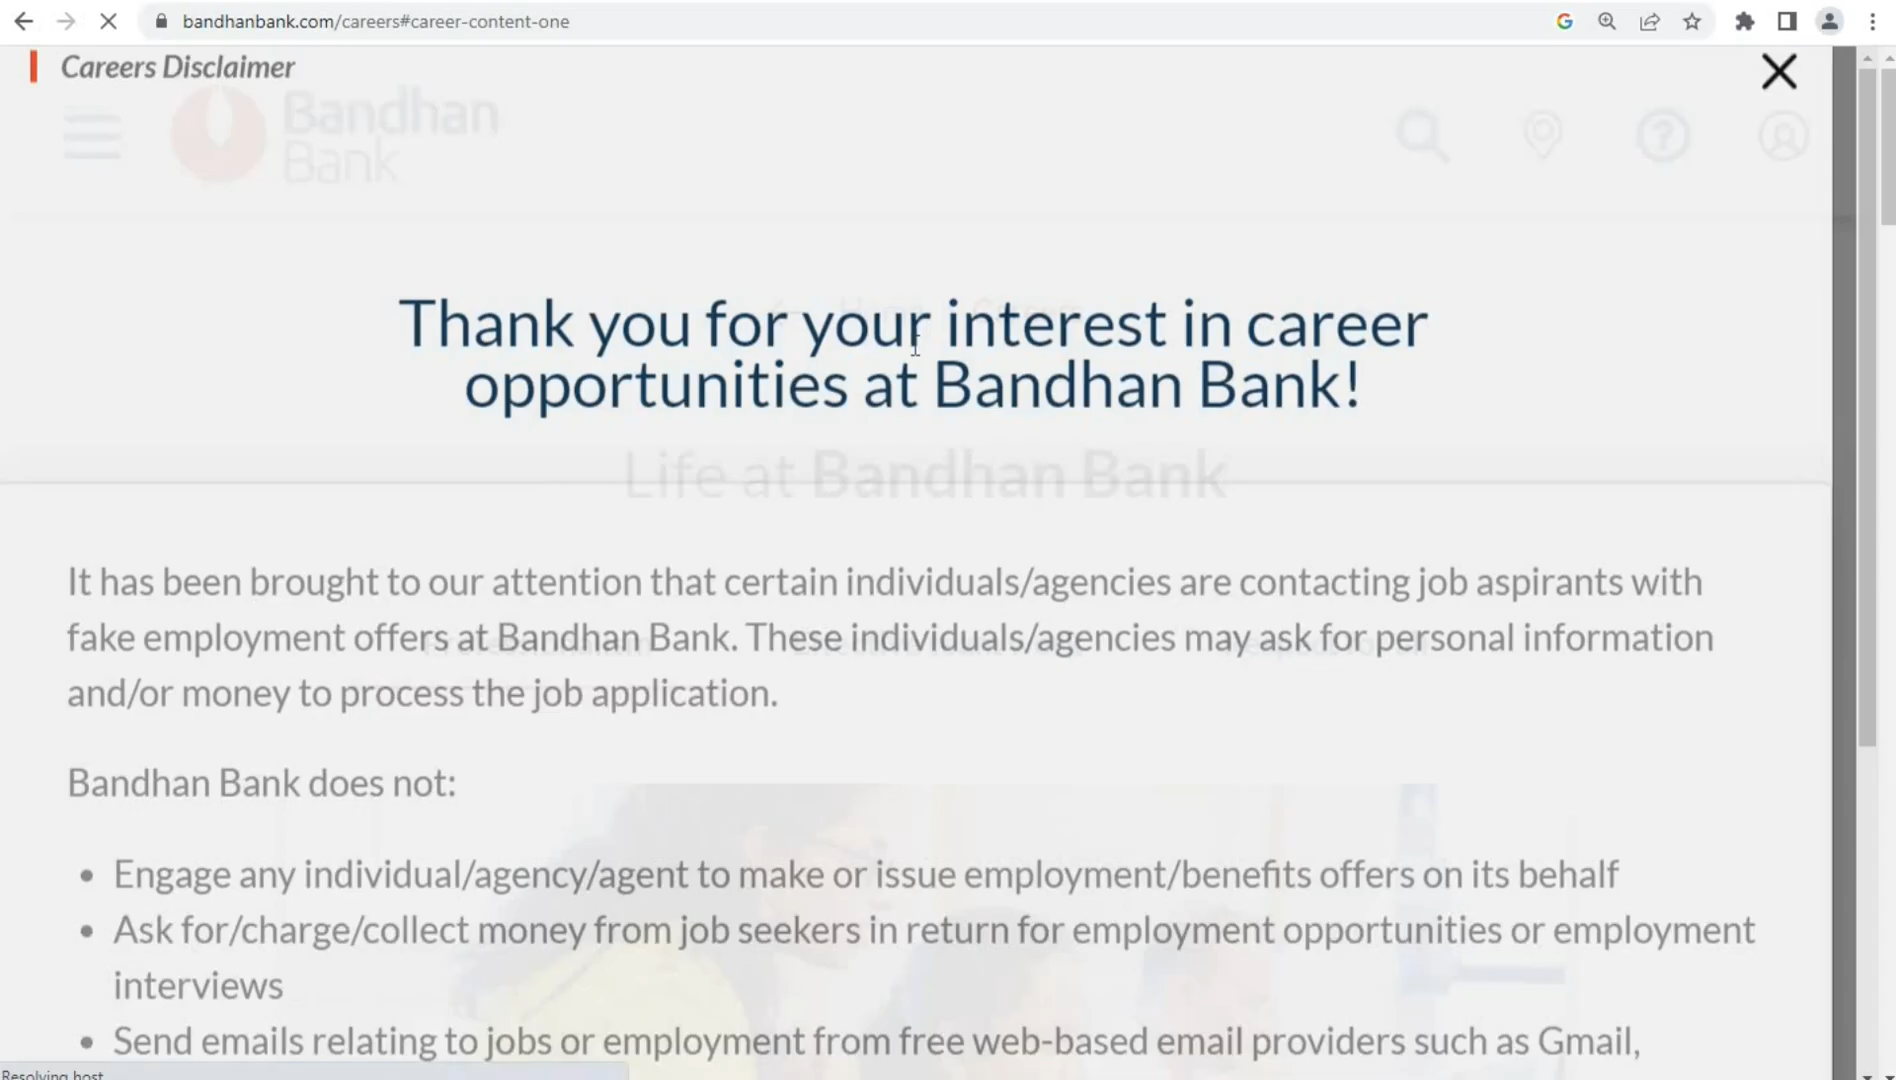 bandhanbank.com/careers#career-content-one
Careers Disclaimer
Bandhan
Bank
Thank you for your interest in career
opportunities at Bandhan Bank!
Life at Bandhan Bank
It has been brought to our attention that certain individuals/agencies are contacting job aspirants with
fake employment offers at Bandhan Bank. These individuals/agencies may ask for personal information
and/or money to process the job application.
Bandhan Bank does not:
• Engage any individual/agency/agent to make or issue employment/benefits offers on its behalf
• Ask for/charge/collect money from job seekers in return for employment opportunities or employment
interviews
• Send emails relating to jobs or employment from free web-based email providers such as Gmail,
Resolving host